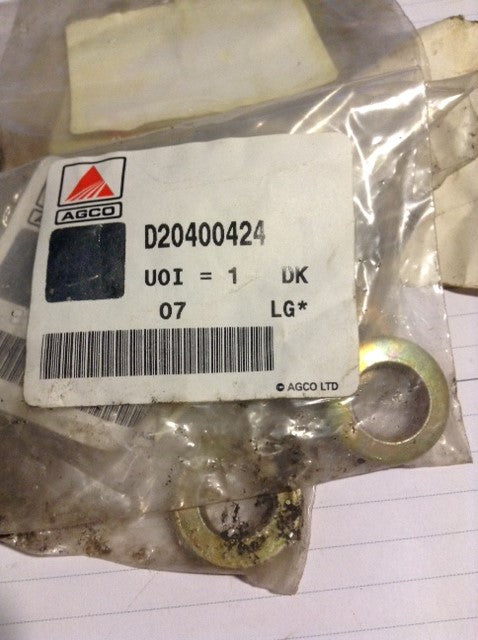 AGCO
D20400424
UOI = 1 DK
07 LG*
© AGCO LTD